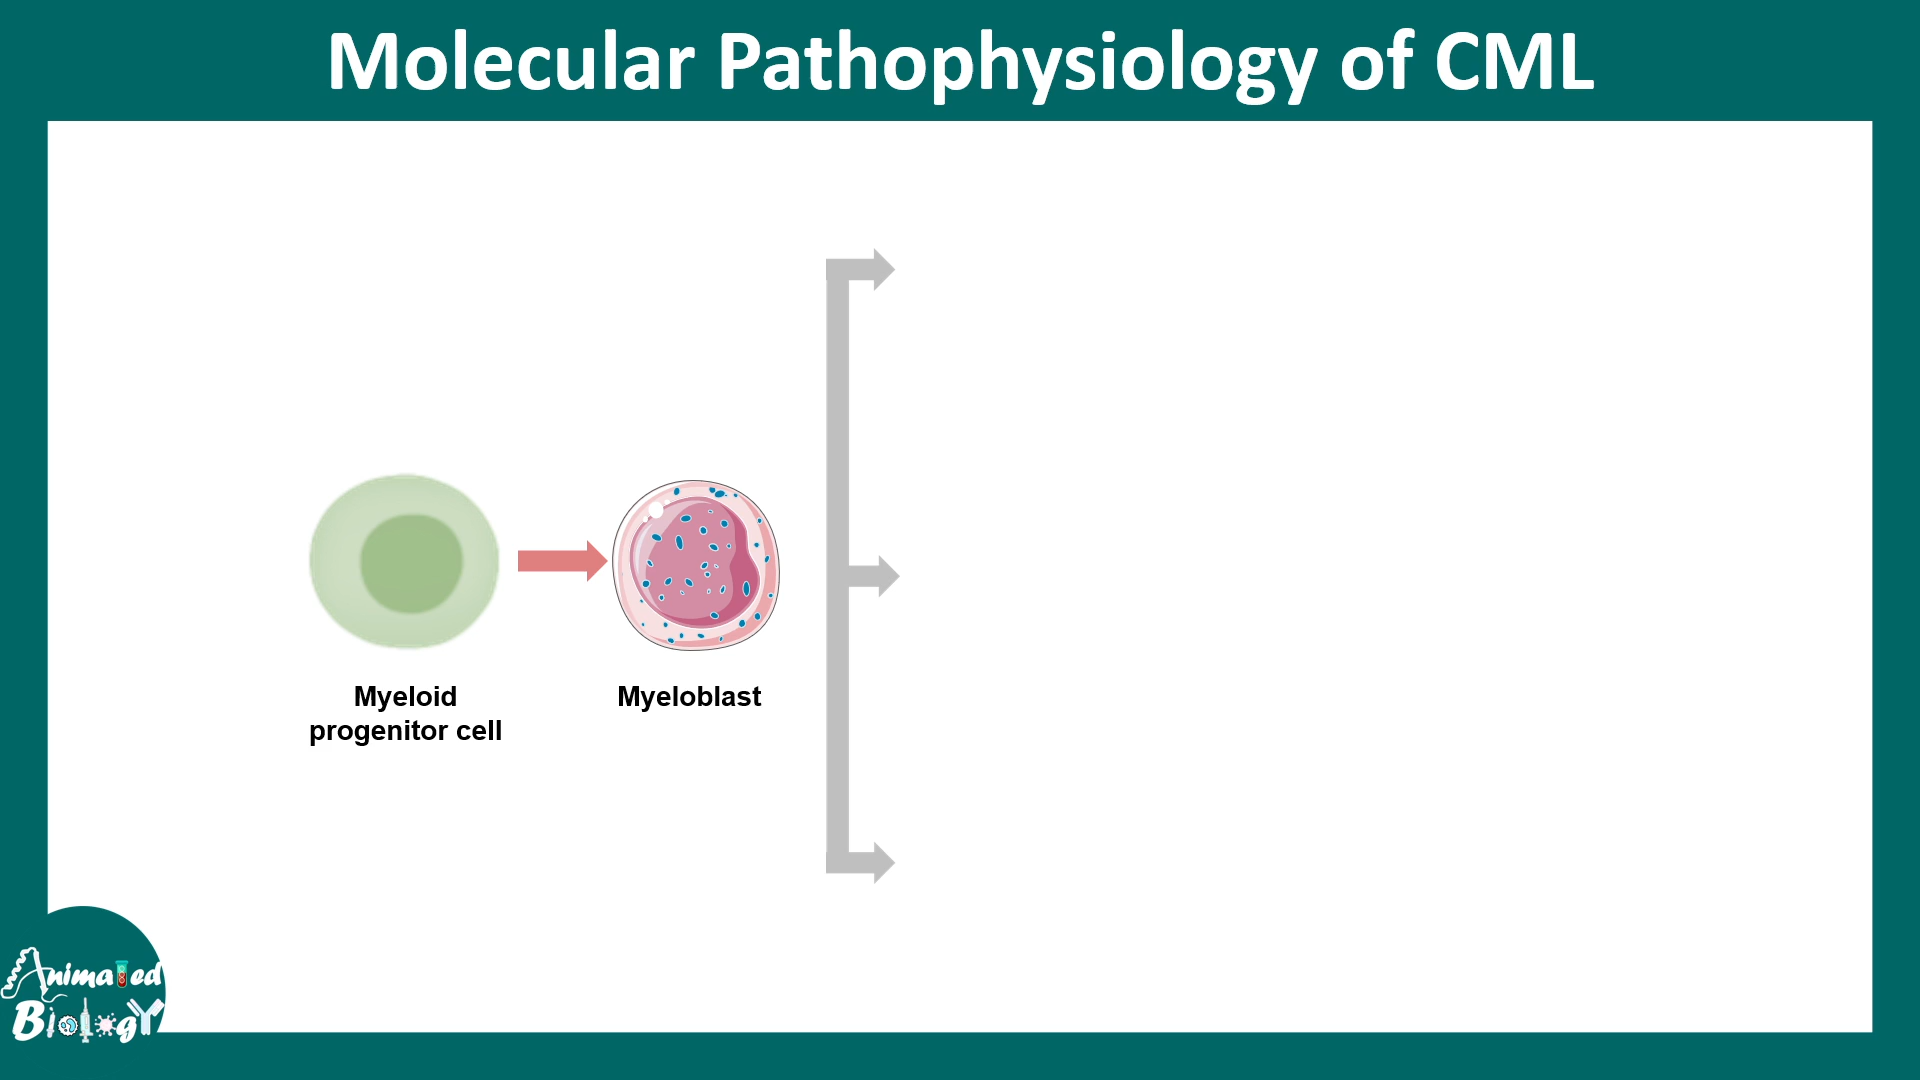 Molecular Pathophysiology of CML
Myeloid
progenitor cell
Myeloblast
Animated
Biology